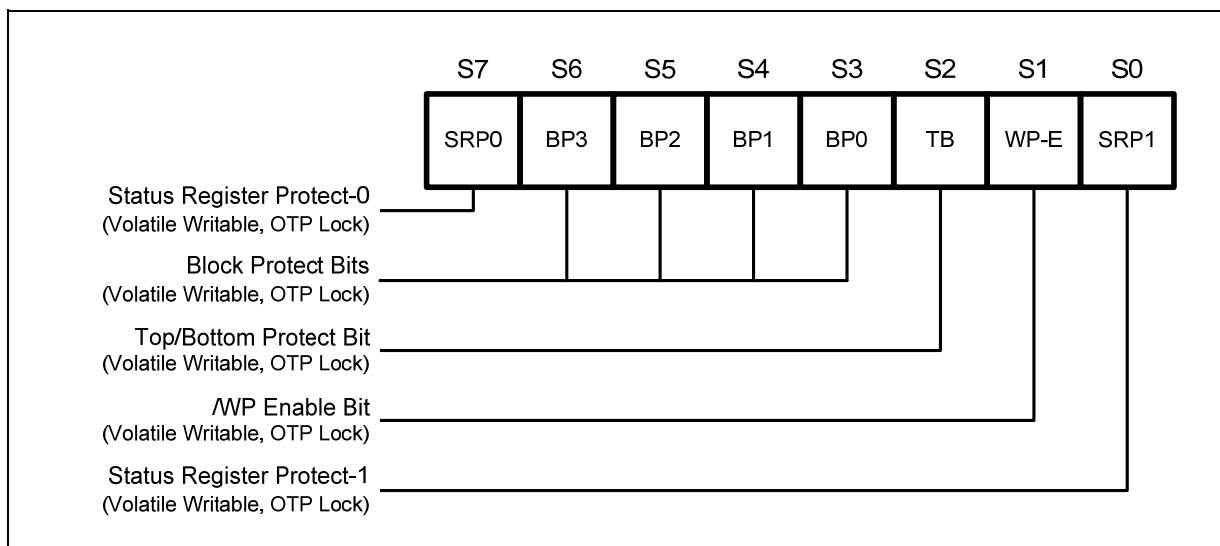 S7 S6 S5 S4 S3 S2 S1 S0
SRP0 BP3 BP2 BP1 BP0 TB WP-E SRP1
Status Register Protect-0
(Volatile Writable, OTP Lock)
Block Protect Bits
(Volatile Writable, OTP Lock)
Top/Bottom Protect Bit
(Volatile Writable, OTP Lock)
/WP Enable Bit
(Volatile Writable, OTP Lock)
Status Register Protect-1
(Volatile Writable, OTP Lock)